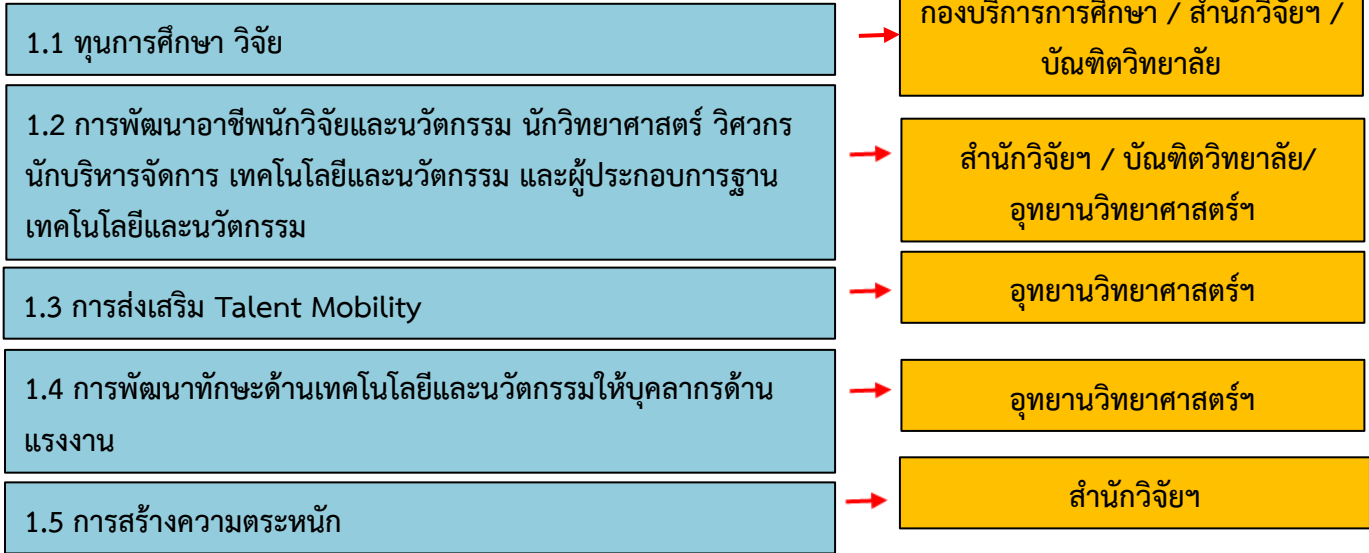 1.1 ทุนการศึกษา วิจัย
กองบริการการศึกษา / สำนักวิจัยฯ /
บัณฑิตวิทยาลัย
1.2 การพัฒนาอาชีพนักวิจัยและนวัตกรรม นักวิทยาศาสตร์ วิศวกร
นักบริหารจัดการ เทคโนโลยีและนวัตกรรม และผู้ประกอบการฐาน
เทคโนโลยีและนวัตกรรม
สำนักวิจัยฯ / บัณฑิตวิทยาลัย/
อุทยานวิทยาศาสตร์ฯ
1.3 การส่งเสริม Talent Mobility
อุทยานวิทยาศาสตร์ฯ
1.4 การพัฒนาทักษะด้านเทคโนโลยีและนวัตกรรมให้บุคลากรด้าน
แรงงาน
อุทยานวิทยาศาสตร์ฯ
1.5 การสร้างความตระหนัก
สำนักวิจัยฯ